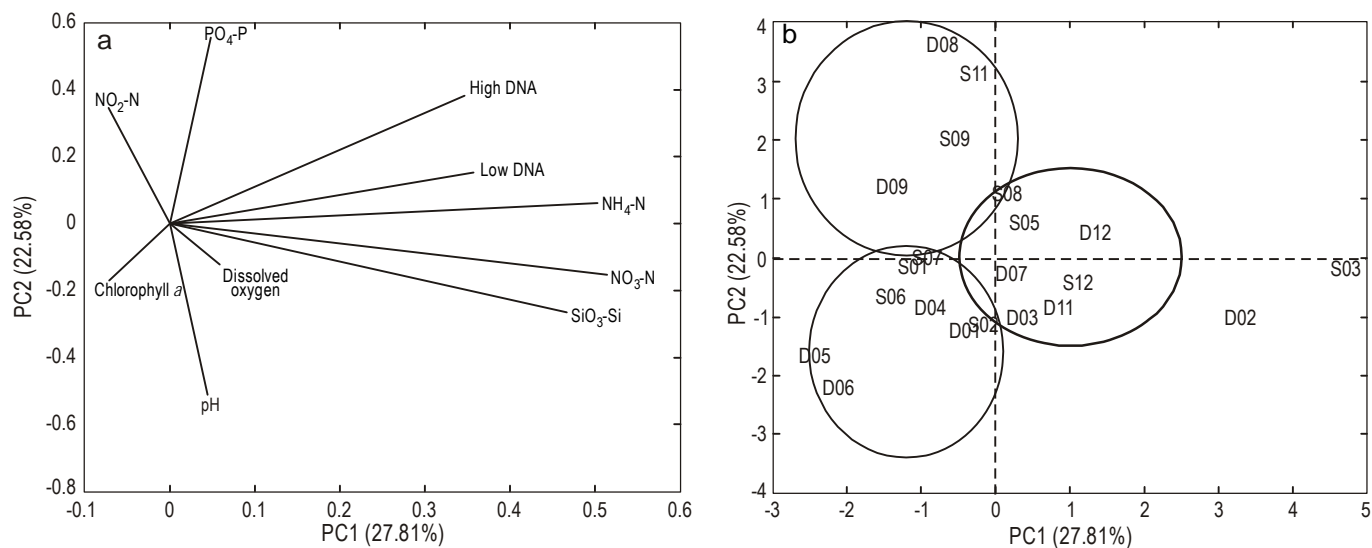 a
0.6
0.4
0.2
0
-0.2
-0.4
-0.6
-0.8
PC2 (22.58%)
PO4-P
NO2-N
High DNA
Low DNA
NH4-N
NO3-N
SiO3-Si
Dissolved
oxygen
Chlorophyll a
pH
-0.1 0 0.1 0.2 0.3 0.4 0.5 0.6
PC1 (27.81%)
b
4
3
2
1
0
-1
-2
-3
-4
PC2 (22.58%)
D08
S11
S09
D09
S08
S05
D12
S07
S01
D07
S12
S03
S06
D04
D11
D03
D02
S02
D01
D05
D06
-3 -2 -1 0 1 2 3 4 5
PC1 (27.81%)